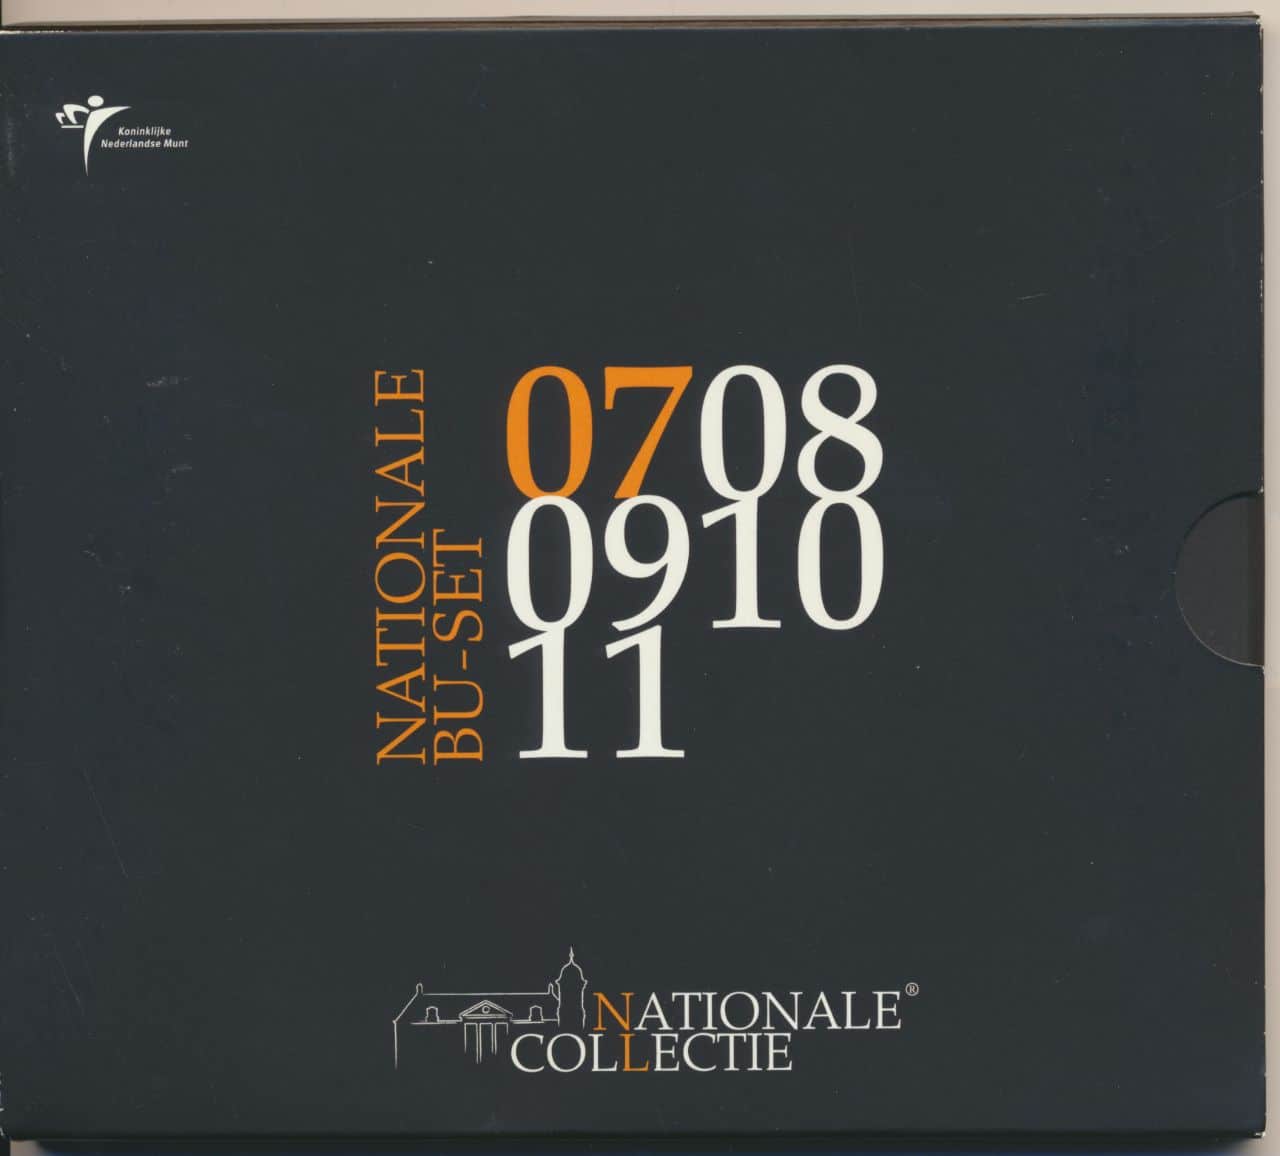 Koninklijke
Nederlandse Munt
NATIONALE
BU-SET
0708
0910
11
NATIONALE®
COLLECTIE